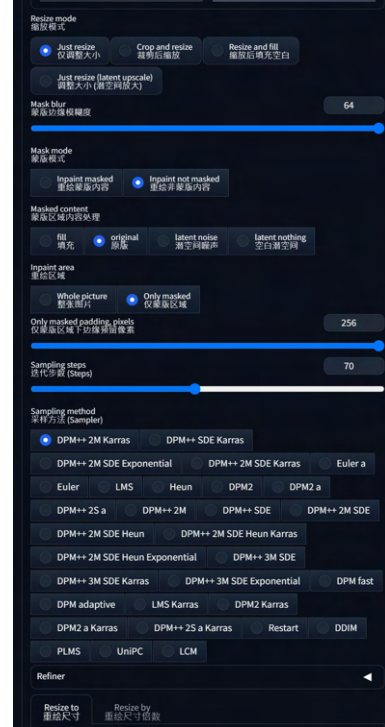 Resize mode
缩放模式
Just resize
仅调整大小
Crop and resize
裁剪后缩放
Resize and fill
缩放后填充空白
Just resize (latent upscale)
调整大小 (潜空间放大)
Mask blur
蒙版边缘模糊度
64
Mask mode
蒙版模式
Inpaint masked
重绘蒙版内容
Inpaint not masked
重绘非蒙版内容
Masked content
蒙版区域内容处理
fill
填充
original
原版
latent noise
潜空间噪声
latent nothing
空白潜空间
Inpaint area
重绘区域
Whole picture
整张图片
Only masked
仅蒙版区域
Only masked padding, pixels
仅蒙版区域下边缘预留像素
256
Sampling steps
迭代步数 (Steps)
70
Sampling method
采样方法 (Sampler)
DPM++ 2M Karras DPM++ SDE Karras
DPM++ 2M SDE Exponential DPM++ 2M SDE Karras Euler a
Euler LMS Heun DPM2 DPM2 a
DPM++ 2S a DPM++ 2M DPM++ SDE DPM++ 2M SDE
DPM++ 2M SDE Heun DPM++ 2M SDE Heun Karras
DPM++ 2M SDE Heun Exponential DPM++ 3M SDE
DPM++ 3M SDE Karras DPM++ 3M SDE Exponential DPM fast
DPM adaptive LMS Karras DPM2 Karras
DPM2 a Karras DPM++ 2S a Karras Restart DDIM
PLMS UniPC LCM
Refiner
Resize to
重绘尺寸
Resize by
重绘尺寸倍数